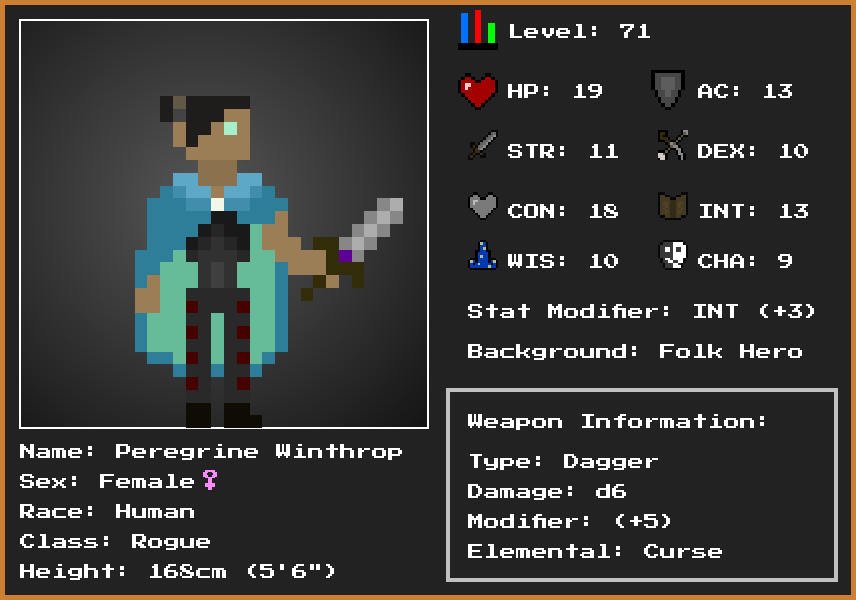 Level: 71
HP: 19
AC: 13
STR: 11
DEX: 10
CON: 18
INT: 13
WIS: 10
CHA: 9
Stat Modifier: INT (+3)
Background: Folk Hero
Weapon Information:
Type: Dagger
Damage: d6
Modifier: (+5)
Elemental: Curse
Name: Peregrine Winthrop
Sex: Female♀
Race: Human
Class: Rogue
Height: 168cm (5'6")